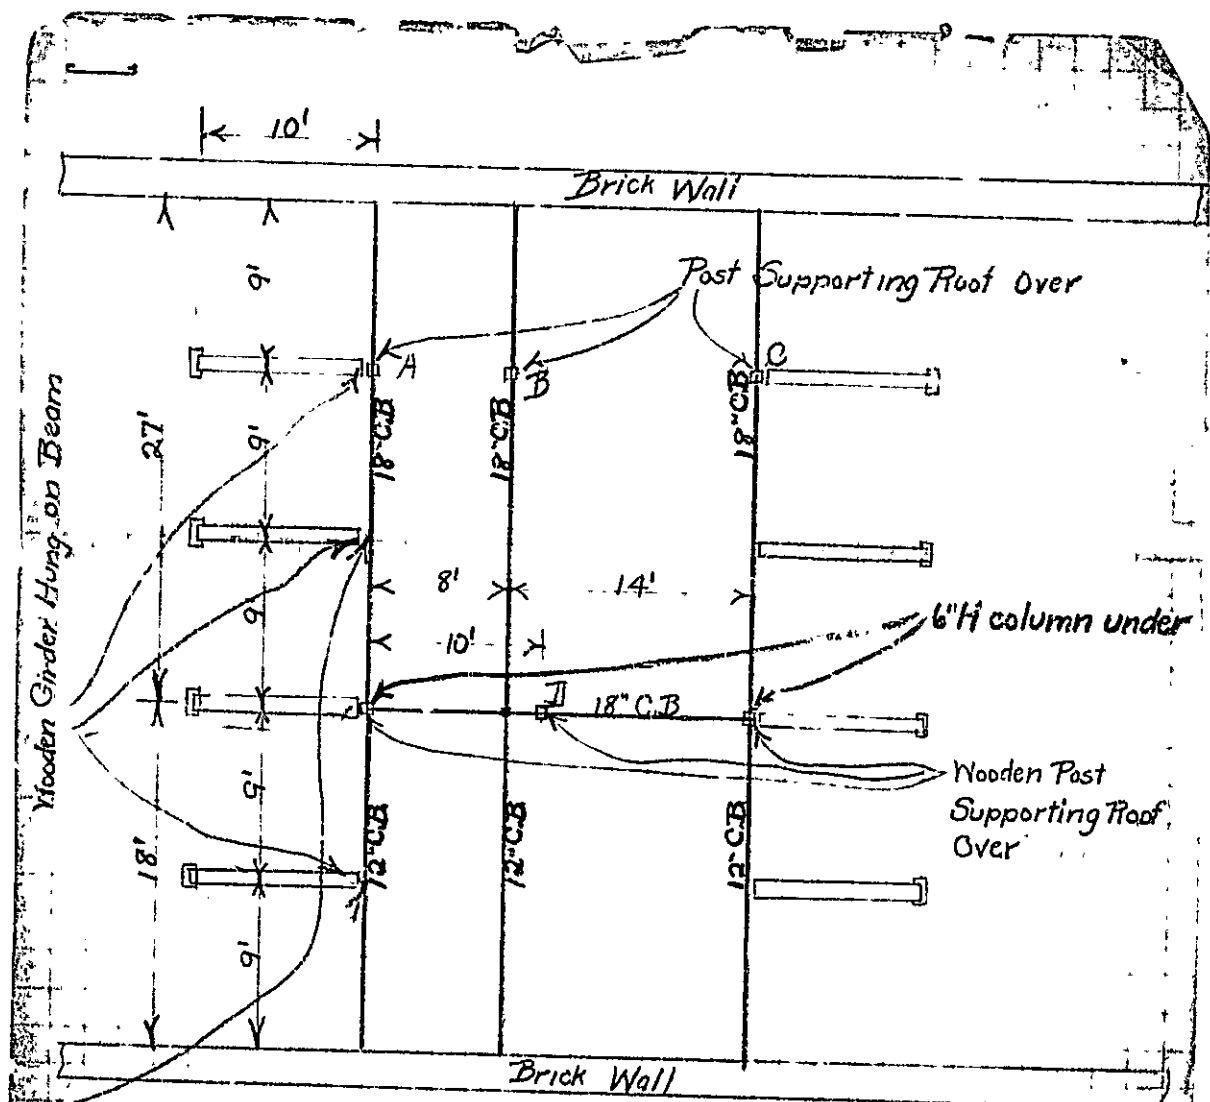 10'
Brick Wall
9'
Post Supporting Roof Over
A
B
C
18" C.B
18" C.B
18" C.B
27'
9'
Wooden Girder Hung on Beam
9'
8'
14'
10'
6"H column under
D
18" C.B
Wooden Post
Supporting Roof
Over
9'
18'
12" C.B
12" C.B
12" C.B
9'
Brick Wall